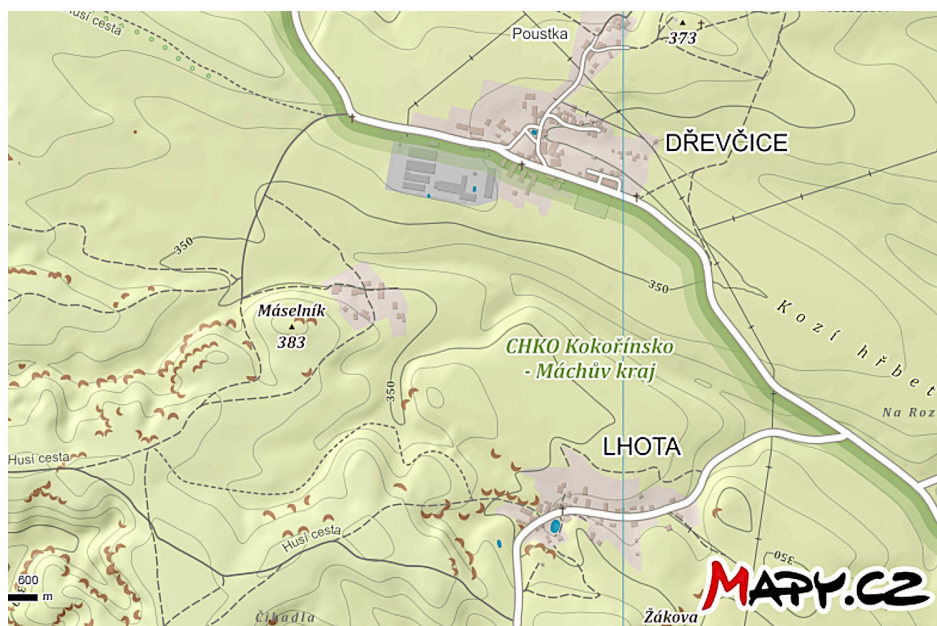 Husí cesta
Poustka
373
DŘEVČICE
350
350
Máselník
383
CHKO Kokořínsko
- Máchův kraj
Kozí hřbet
350
Na Roz
LHOTA
Husí cesta
Husí cesta
350
600
m
Čihadla
Žákova
MAPY.CZ